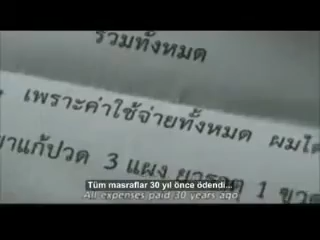 รวมทั้งหมด
เพราะค่าใช้จ่ายทั้งหมด ผมได้
ยาแก้ปวด 3 แผง ยาธาตุ 1 ขวด
Tüm masraflar 30 yıl önce ödendi...
All expenses paid 30 years ago